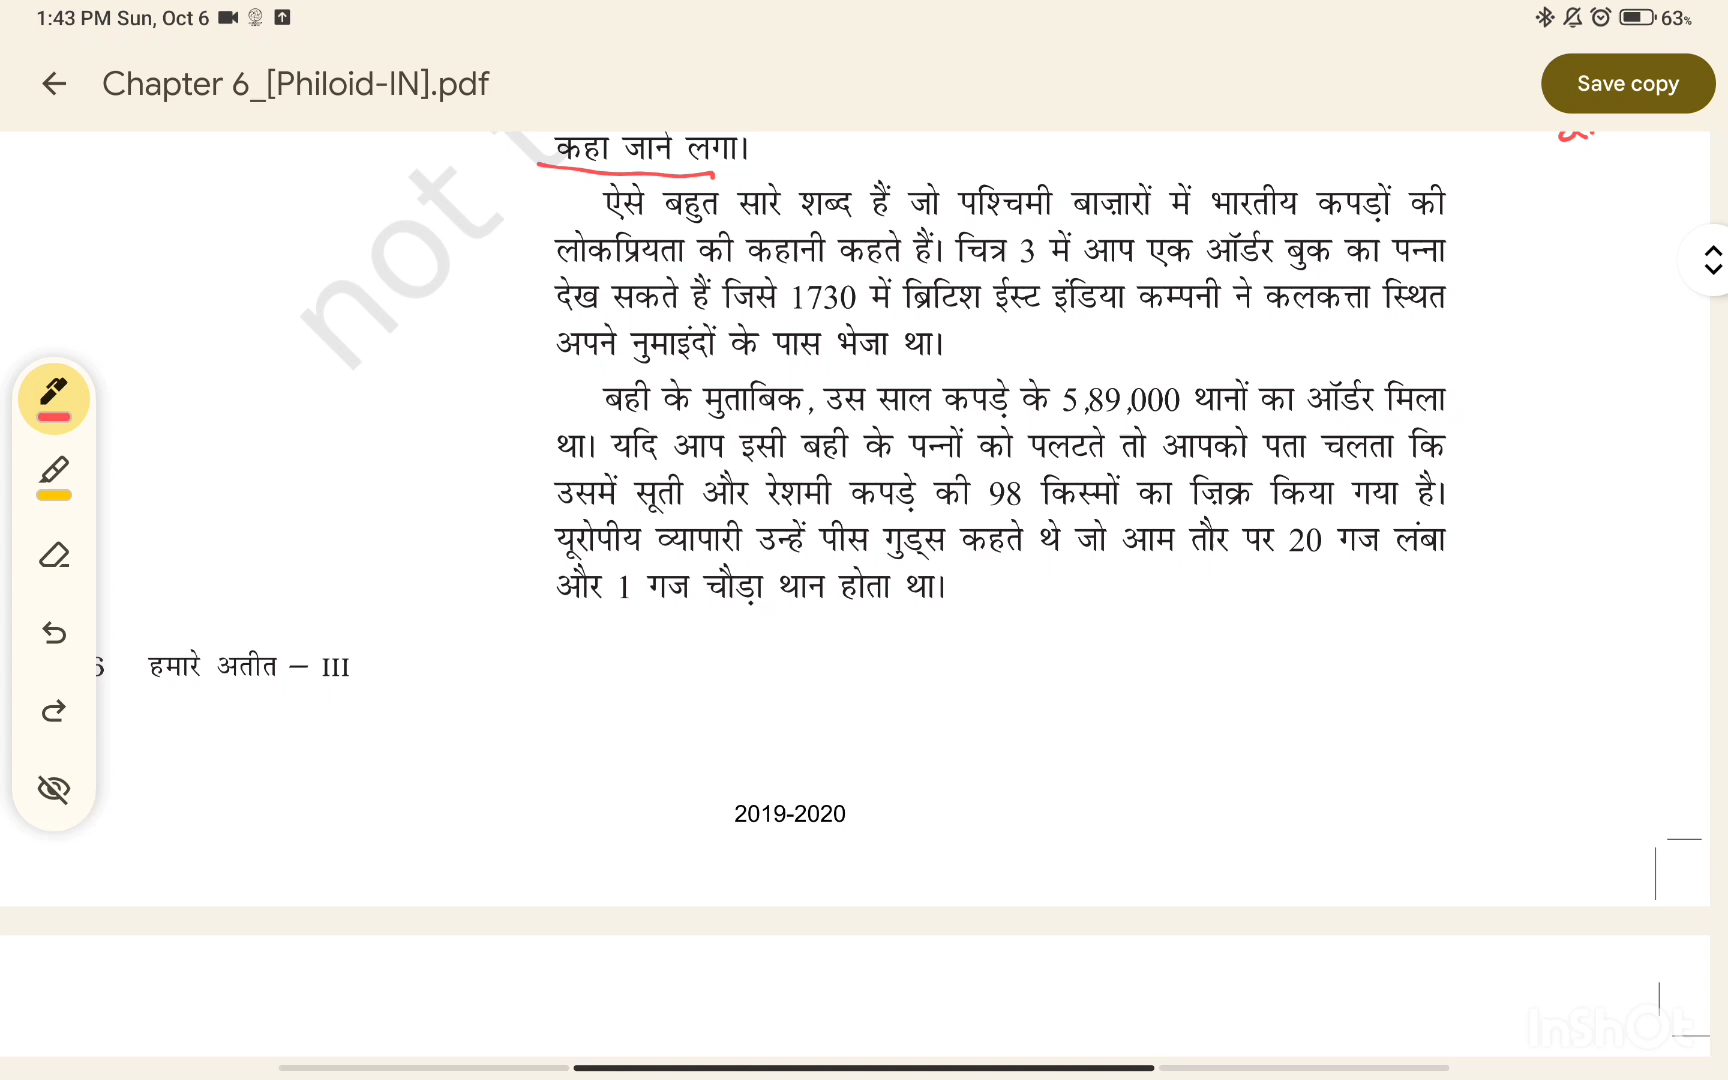 1:43 PM Sun, Oct 6
63%
Chapter 6_[Philoid-IN].pdf
Save copy
not
कहा जाने लगा।
ऐसे बहुत सारे शब्द हैं जो पश्चिमी बाज़ारों में भारतीय कपड़ों की
लोकप्रियता की कहानी कहते हैं। चित्र 3 में आप एक ऑर्डर बुक का पन्ना
देख सकते हैं जिसे 1730 में ब्रिटिश ईस्ट इंडिया कम्पनी ने कलकत्ता स्थित
अपने नुमाइंदों के पास भेजा था।
बही के मुताबिक, उस साल कपड़े के 5,89,000 थानों का ऑर्डर मिला
था। यदि आप इसी बही के पन्नों को पलटते तो आपको पता चलता कि
उसमें सूती और रेशमी कपड़े की 98 किस्मों का ज़िक्र किया गया है।
यूरोपीय व्यापारी उन्हें पीस गुड्स कहते थे जो आम तौर पर 20 गज लंबा
और 1 गज चौड़ा थान होता था।
6 हमारे अतीत – III
2019-2020
InShOt